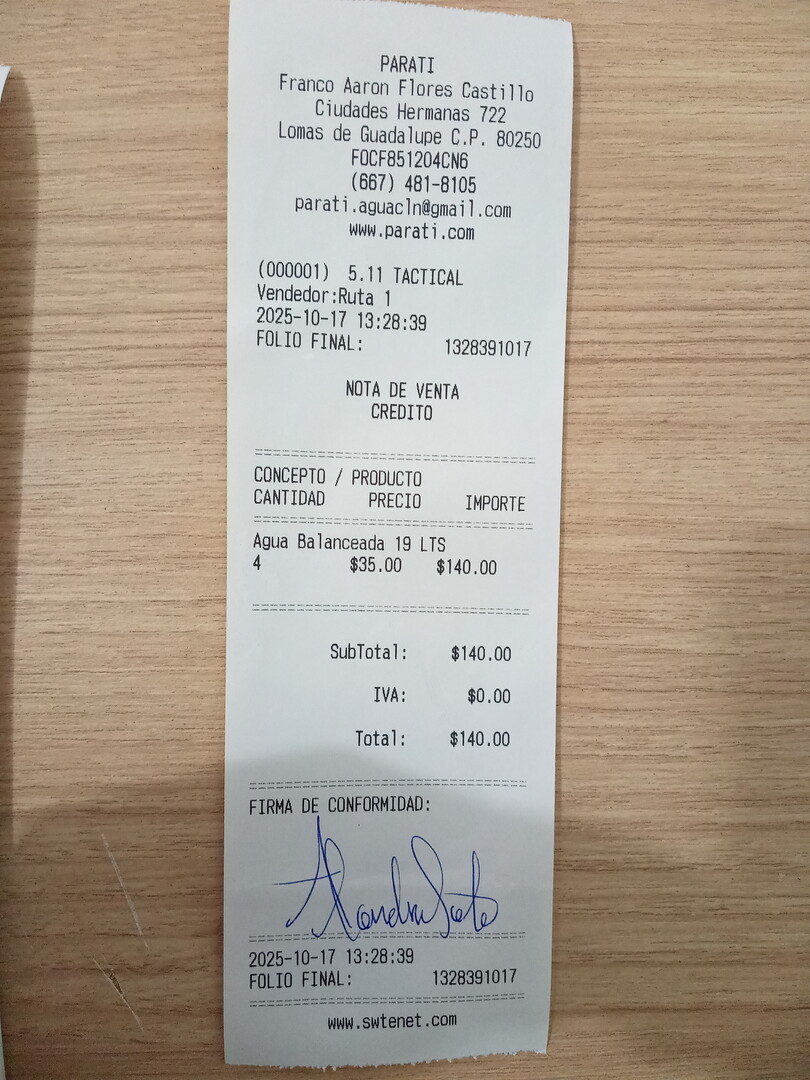 PARATI
Franco Aaron Flores Castillo
Ciudades Hermanas 722
Lomas de Guadalupe C.P. 80250
FOCF851204CN6
(667) 481-8105
parati.aguacln@gmail.com
www.parati.com
(000001) 5.11 TACTICAL
Vendedor:Ruta 1
2025-10-17 13:28:39
FOLIO FINAL: 1328391017
NOTA DE VENTA
CREDITO
CONCEPTO / PRODUCTO
CANTIDAD PRECIO IMPORTE
Agua Balanceada 19 LTS
4 $35.00 $140.00
SubTotal: $140.00
IVA: $0.00
Total: $140.00
FIRMA DE CONFORMIDAD:
2025-10-17 13:28:39
FOLIO FINAL: 1328391017
www.swtenet.com